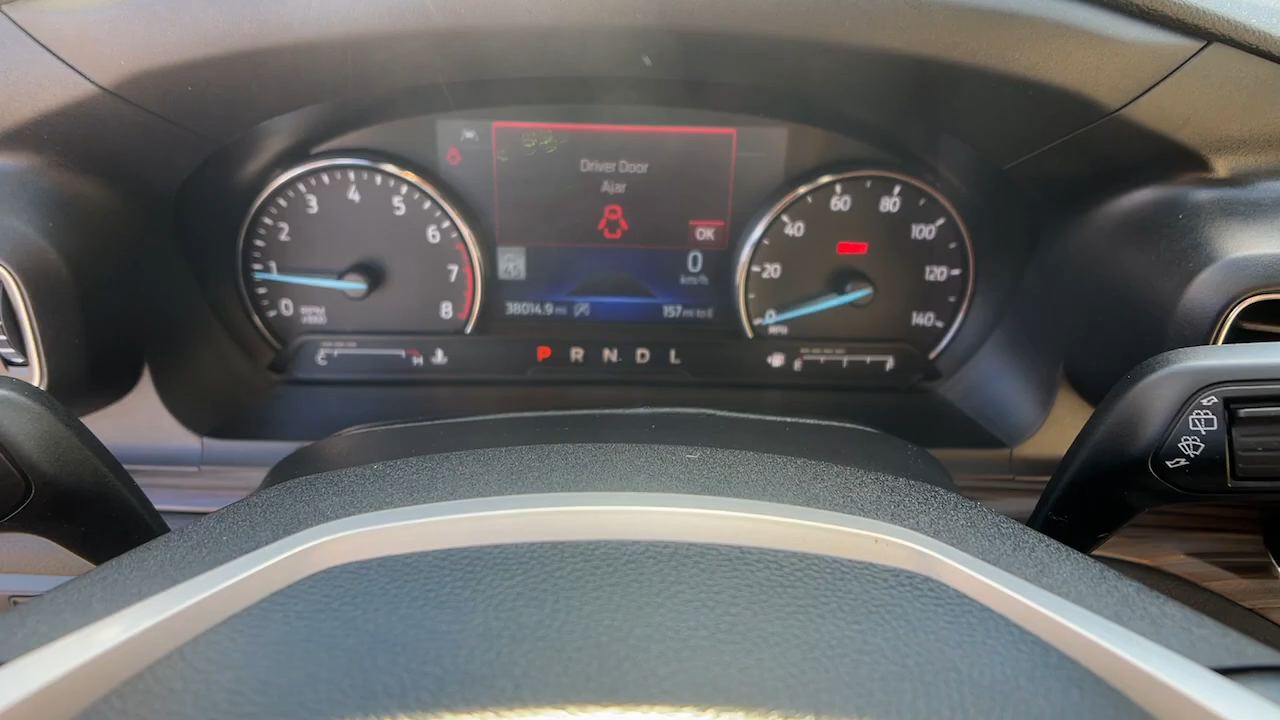 Driver Door
Ajar
OK
0
km/h
38014.9 mi
157 mi to E
0
1
2
3
4
5
6
7
8
RPM
x1000
0
20
40
60
80
100
120
140
MPH
C
H
P R N D L
E
F